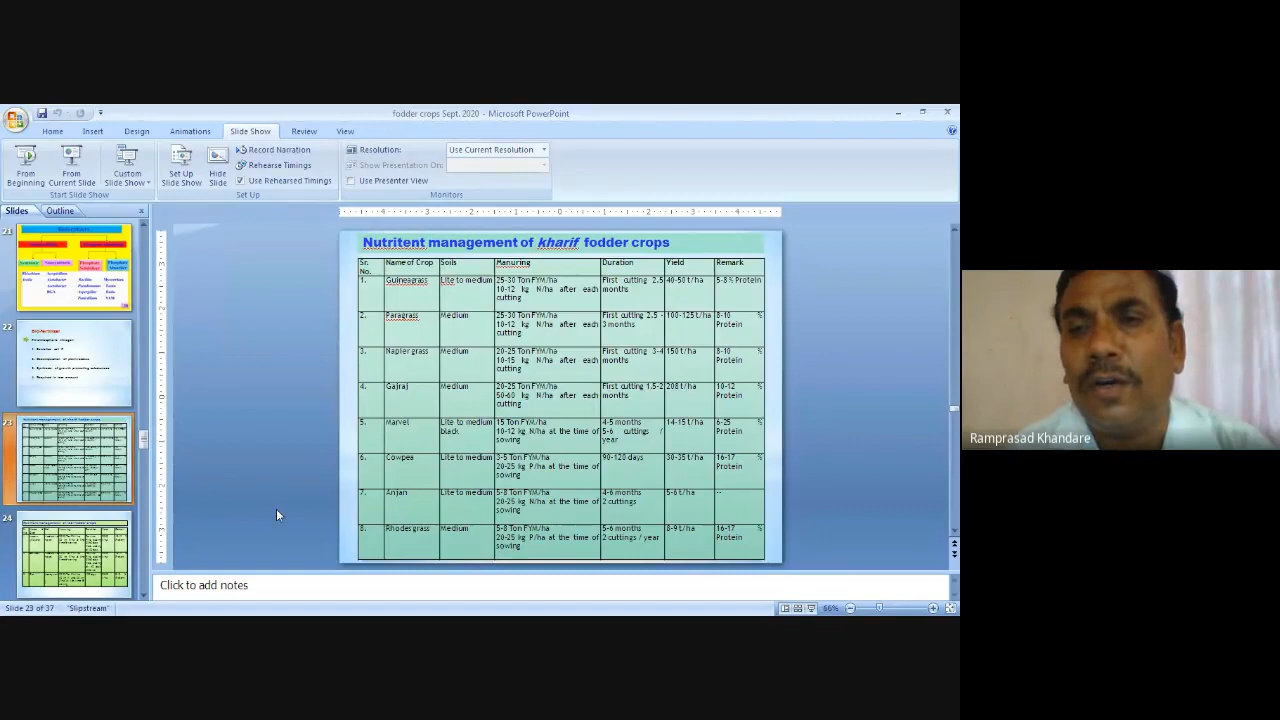 fodder crops Sept. 2020 - Microsoft PowerPoint
Home Insert Design Animations Slide Show Review View
From Beginning
From Current Slide
Custom Slide Show
Start Slide Show
Set Up Slide Show
Hide Slide
Record Narration
Rehearse Timings
Use Rehearsed Timings
Set Up
Resolution: Use Current Resolution
Show Presentation On:
Use Presenter View
Monitors
Slides Outline
21
22
23
24
Nutritent management of kharif fodder crops
Sr. No. Name of Crop Soils Manuring Duration Yield Remark
1. Guineagrass Lite to medium 25-30 Ton FYM/ha 10-12 kg N/ha after each cutting First cutting 2.5 months 40-50 t/ha 5-8 % Protein
2. Paragrass Medium 25-30 Ton FYM/ha 10-12 kg N/ha after each cutting First cutting 2.5 - 3 months 100-125 t/ha 8-10 % Protein
3. Napier grass Medium 20-25 Ton FYM/ha 10-15 kg N/ha after each cutting First cutting 3-4 months 150 t/ha 8-10 % Protein
4. Gajraj Medium 20-25 Ton FYM/ha 50-60 kg N/ha after each cutting First cutting 1.5-2 months 208 t/ha 10-12 % Protein
5. Marvel Lite to medium black 15 Ton FYM/ha 10-12 kg N/ha at the time of sowing 4-5 months 5-6 cuttings / year 14-15 t/ha 6-25 % Protein
6. Cowpea Lite to medium 3-5 Ton FYM/ha 20-25 kg P/ha at the time of sowing 90-120 days 30-35 t/ha 16-17 % Protein
7. Anjan Lite to medium 5-8 Ton FYM/ha 20-25 kg N/ha at the time of sowing 4-6 months 2 cuttings 5-6 t/ha --
8. Rhodes grass Medium 5-8 Ton FYM/ha 20-25 kg P/ha at the time of sowing 5-6 months 2 cuttings / year 8-9 t/ha 16-17 % Protein
Click to add notes
Slide 23 of 37 "Slipstream" 66%
Ramprasad Khandare